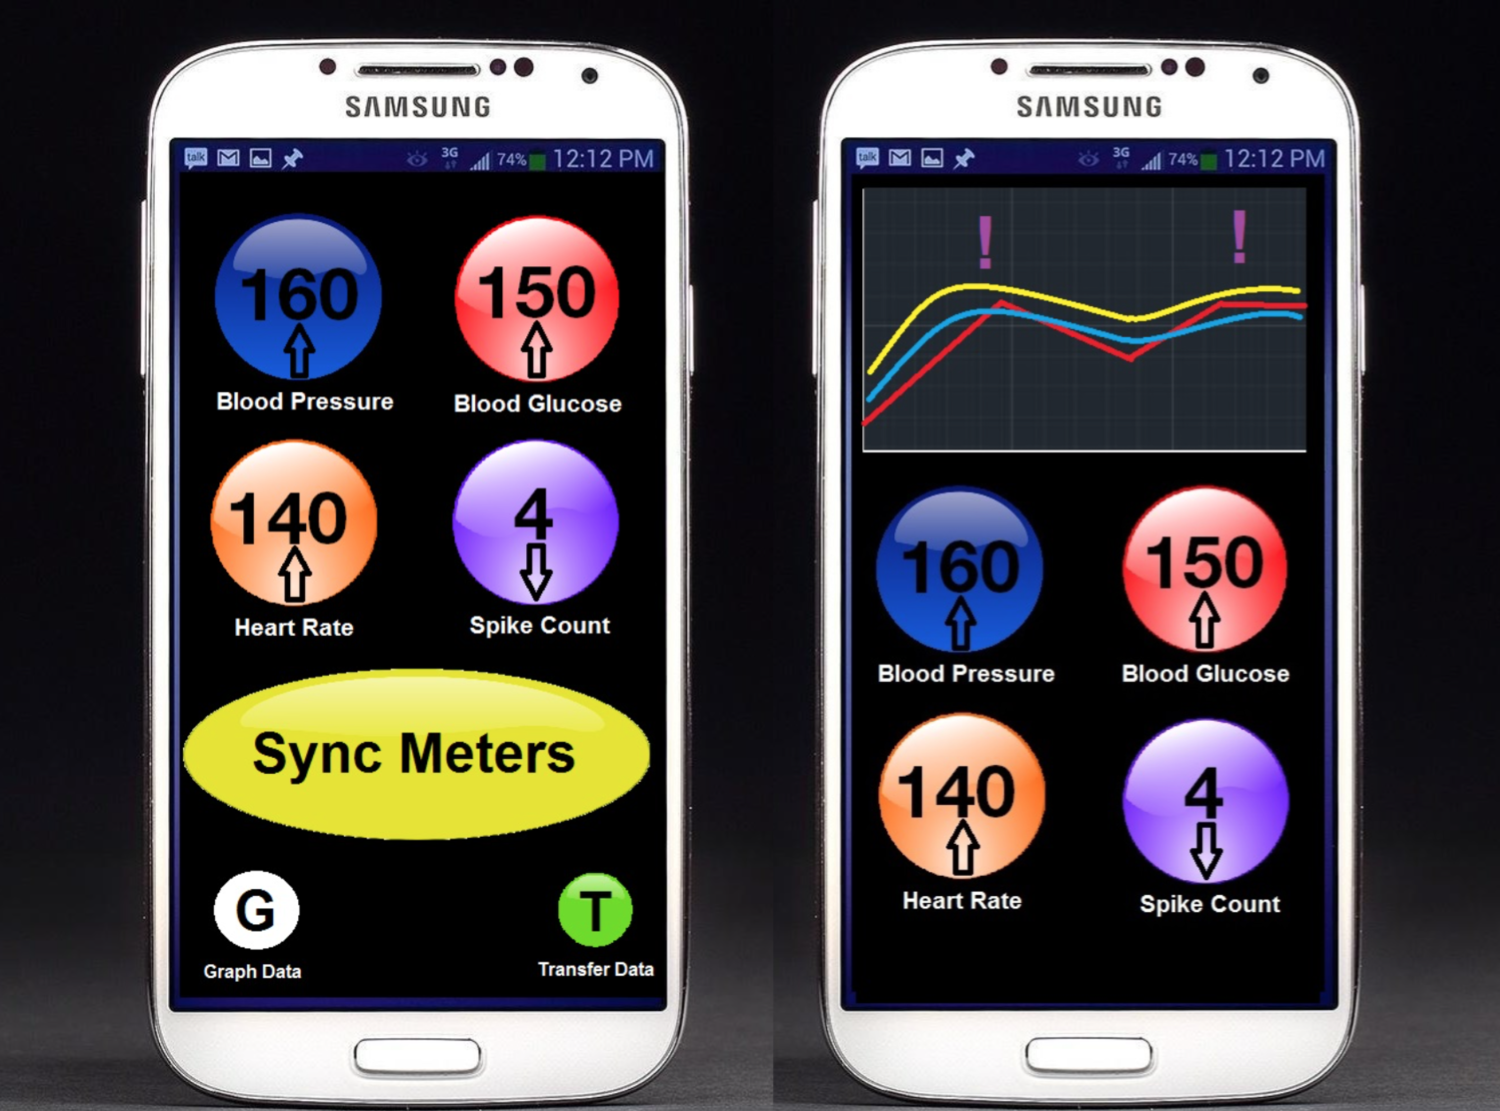 SAMSUNG
talk 3G 74% 12:12 PM
160
Blood Pressure
150
Blood Glucose
140
Heart Rate
4
Spike Count
Sync Meters
G
Graph Data
T
Transfer Data
SAMSUNG
talk 3G 74% 12:12 PM
!
!
160
Blood Pressure
150
Blood Glucose
140
Heart Rate
4
Spike Count